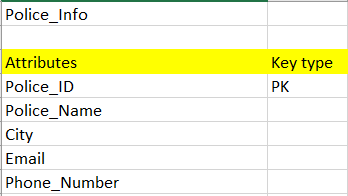 Police_Info
Attributes Key type
Police_ID PK
Police_Name
City
Email
Phone_Number